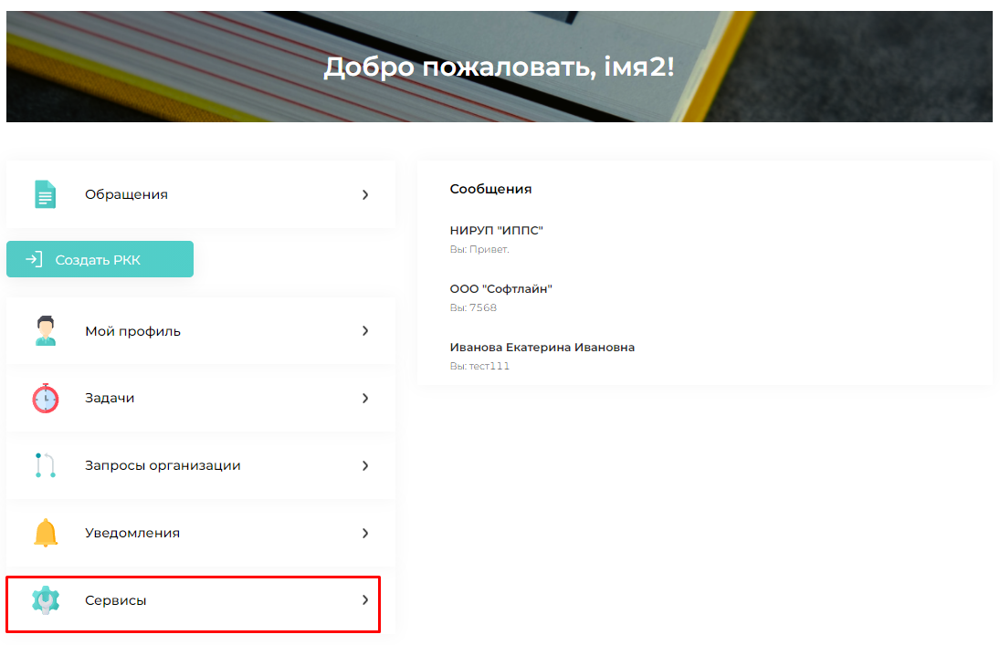 Добро пожаловать, імя2!
Обращения
Создать РКК
Мой профиль
Задачи
Запросы организации
Уведомления
Сервисы
Сообщения
НИРУП "ИППС"
Вы: Привет.
ООО "Софтлайн"
Вы: 7568
Иванова Екатерина Ивановна
Вы: тест111